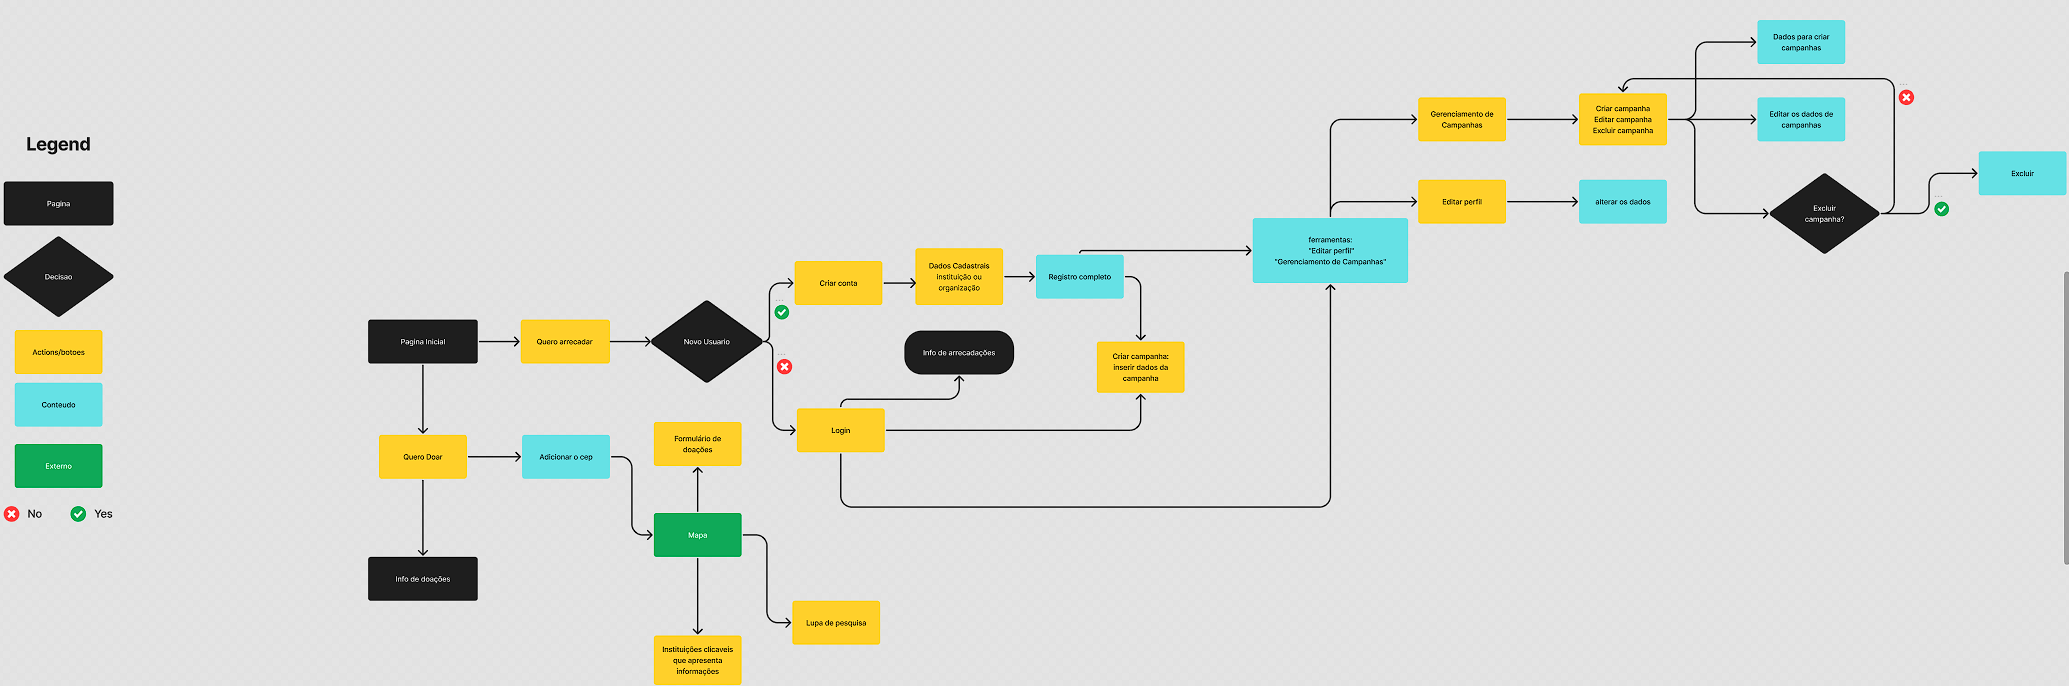 Legend
Pagina
Decisao
Actions/botoes
Conteudo
Externo
No
Yes
Pagina Inicial
Quero arrecadar
Novo Usuario
Criar conta
Dados Cadastrais
instituição ou
organização
Registro completo
Info de arrecadações
Criar campanha:
inserir dados da
campanha
Login
Quero Doar
Adicionar o cep
Formulário de
doações
Mapa
Info de doações
Lupa de pesquisa
Instituições clicaveis
que apresenta
informações
ferramentas:
"Editar perfil"
"Gerenciamento de Campanhas"
Gerenciamento de
Campanhas
Criar campanha
Editar campanha
Excluir campanha
Editar perfil
alterar os dados
Dados para criar
campanhas
Editar os dados de
campanhas
Excluir
campanha?
Excluir